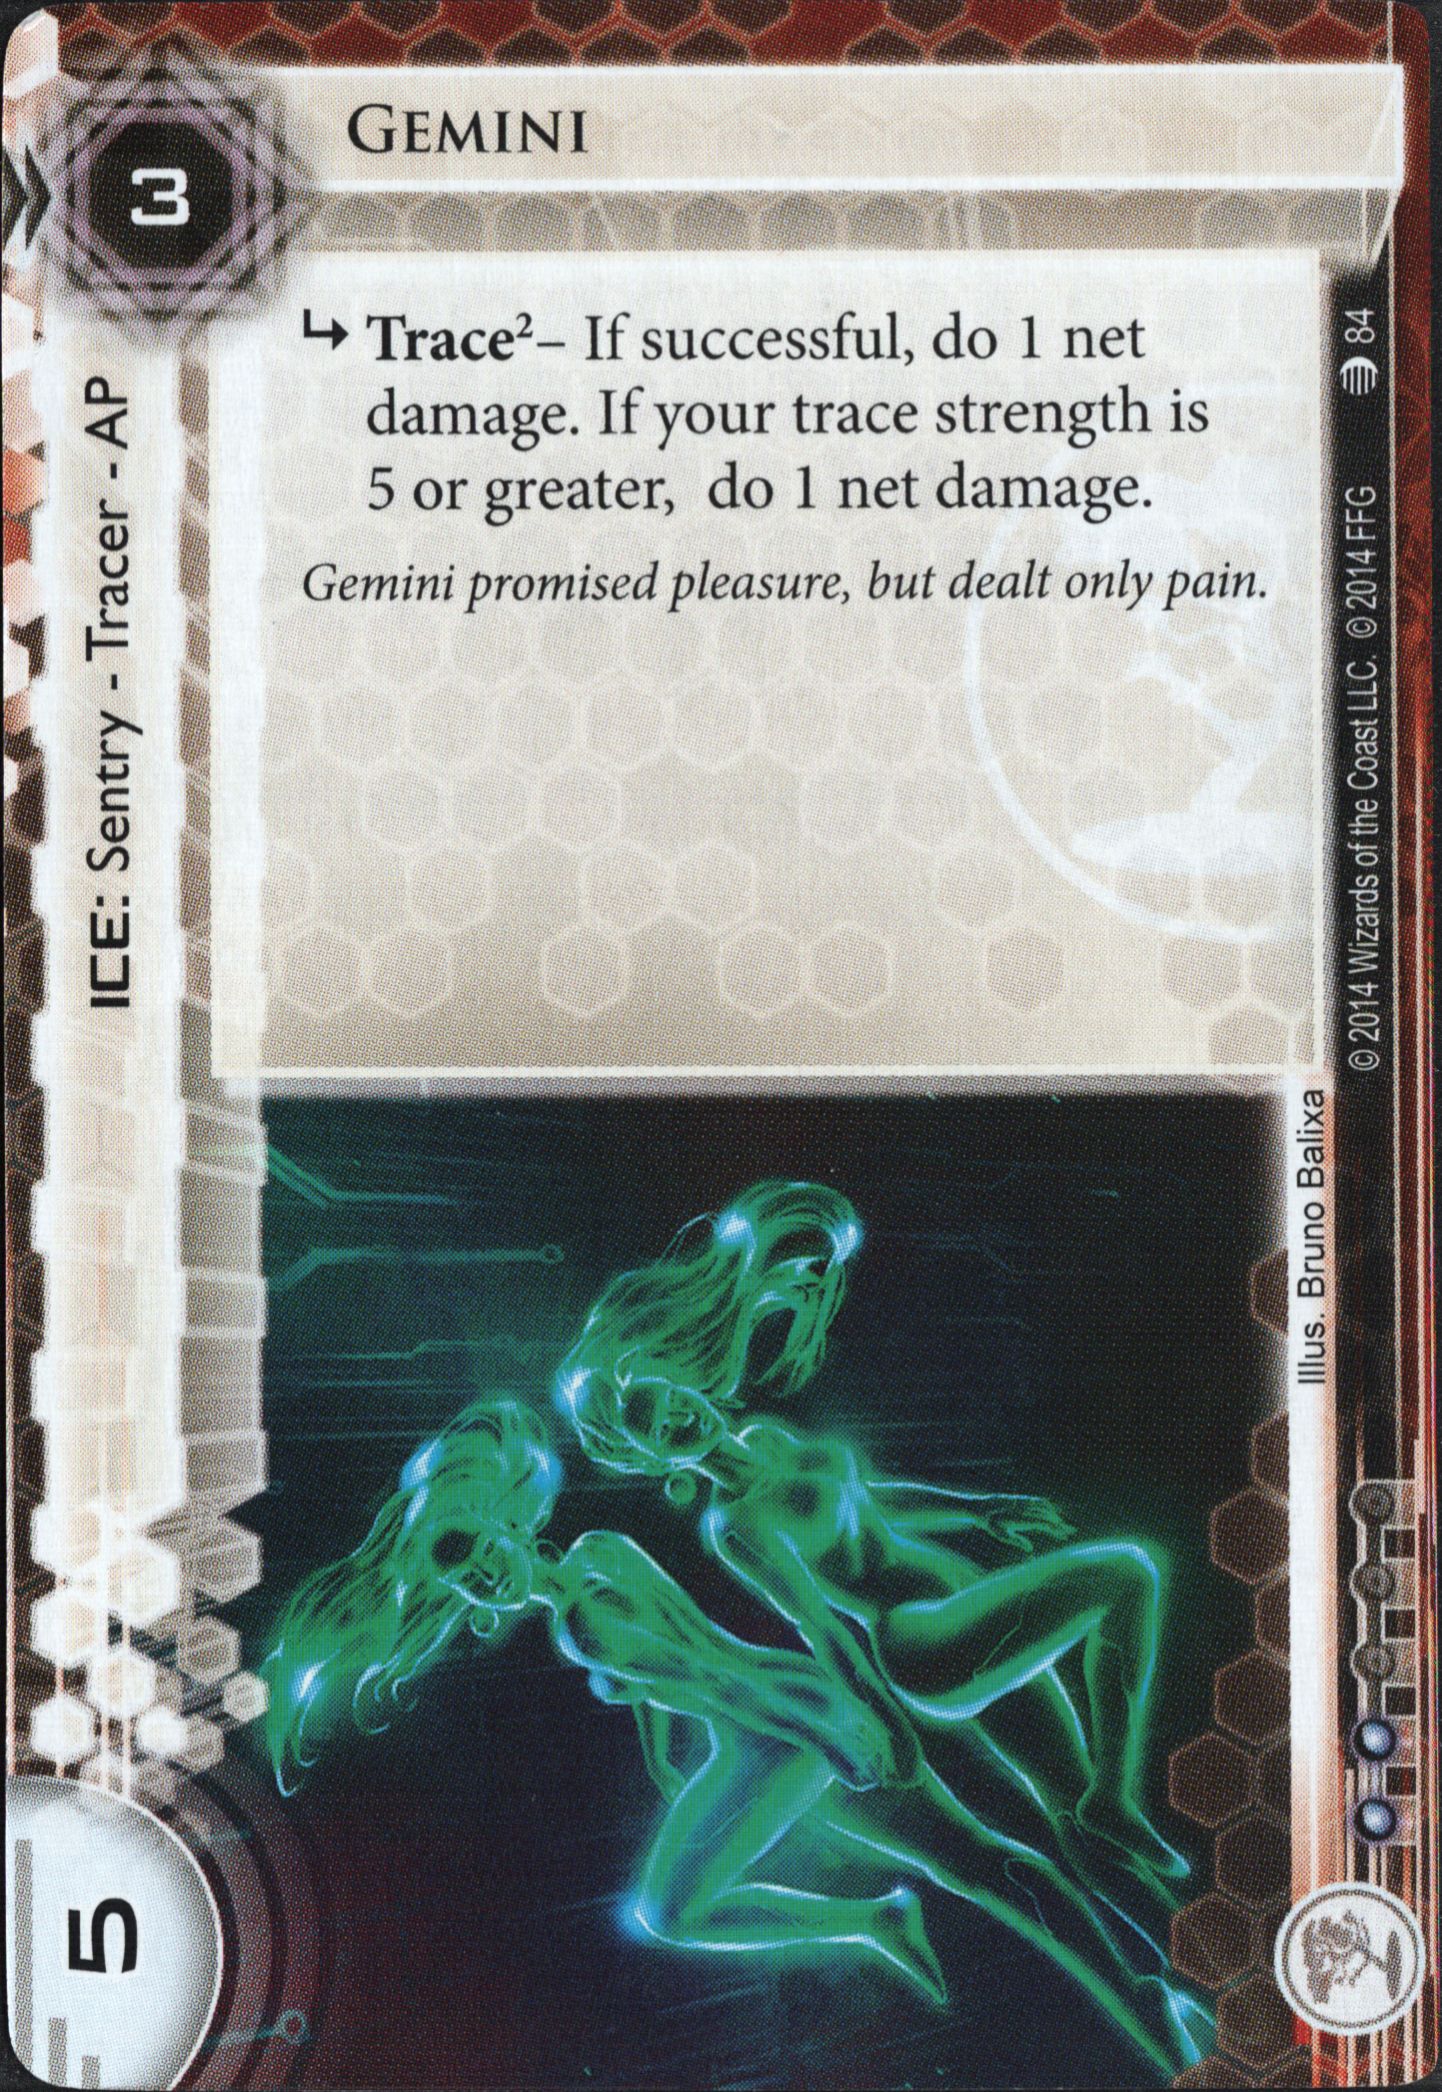 GEMINI
3
↳ Trace²– If successful, do 1 net
damage. If your trace strength is
5 or greater,  do 1 net damage.
Gemini promised pleasure, but dealt only pain.
ICE: Sentry - Tracer - AP
5
Illus. Bruno Balixa
© 2014 Wizards of the Coast LLC. © 2014 FFG 84